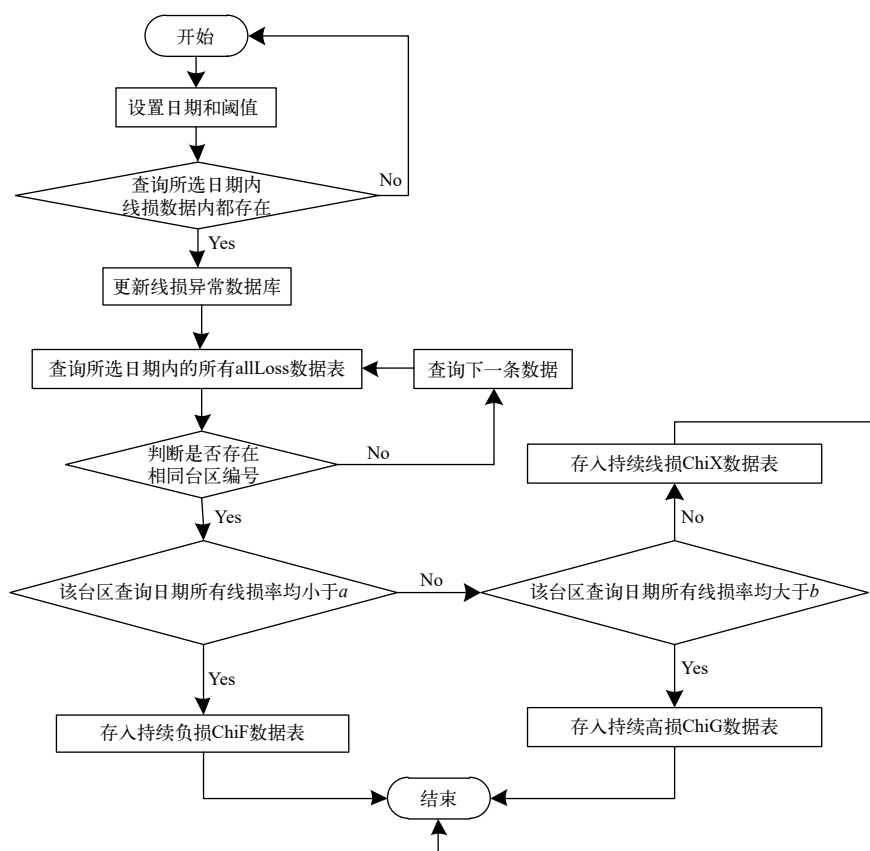 开始
设置日期和阈值
查询所选日期内
线损数据内都存在
No
Yes
更新线损异常数据库
查询所选日期内的所有allLoss数据表
查询下一条数据
判断是否存在
相同台区编号
No
存入持续线损ChiX数据表
Yes
No
该台区查询日期所有线损率均小于a
No
该台区查询日期所有线损率均大于b
Yes
Yes
存入持续负损ChiF数据表
存入持续高损ChiG数据表
结束